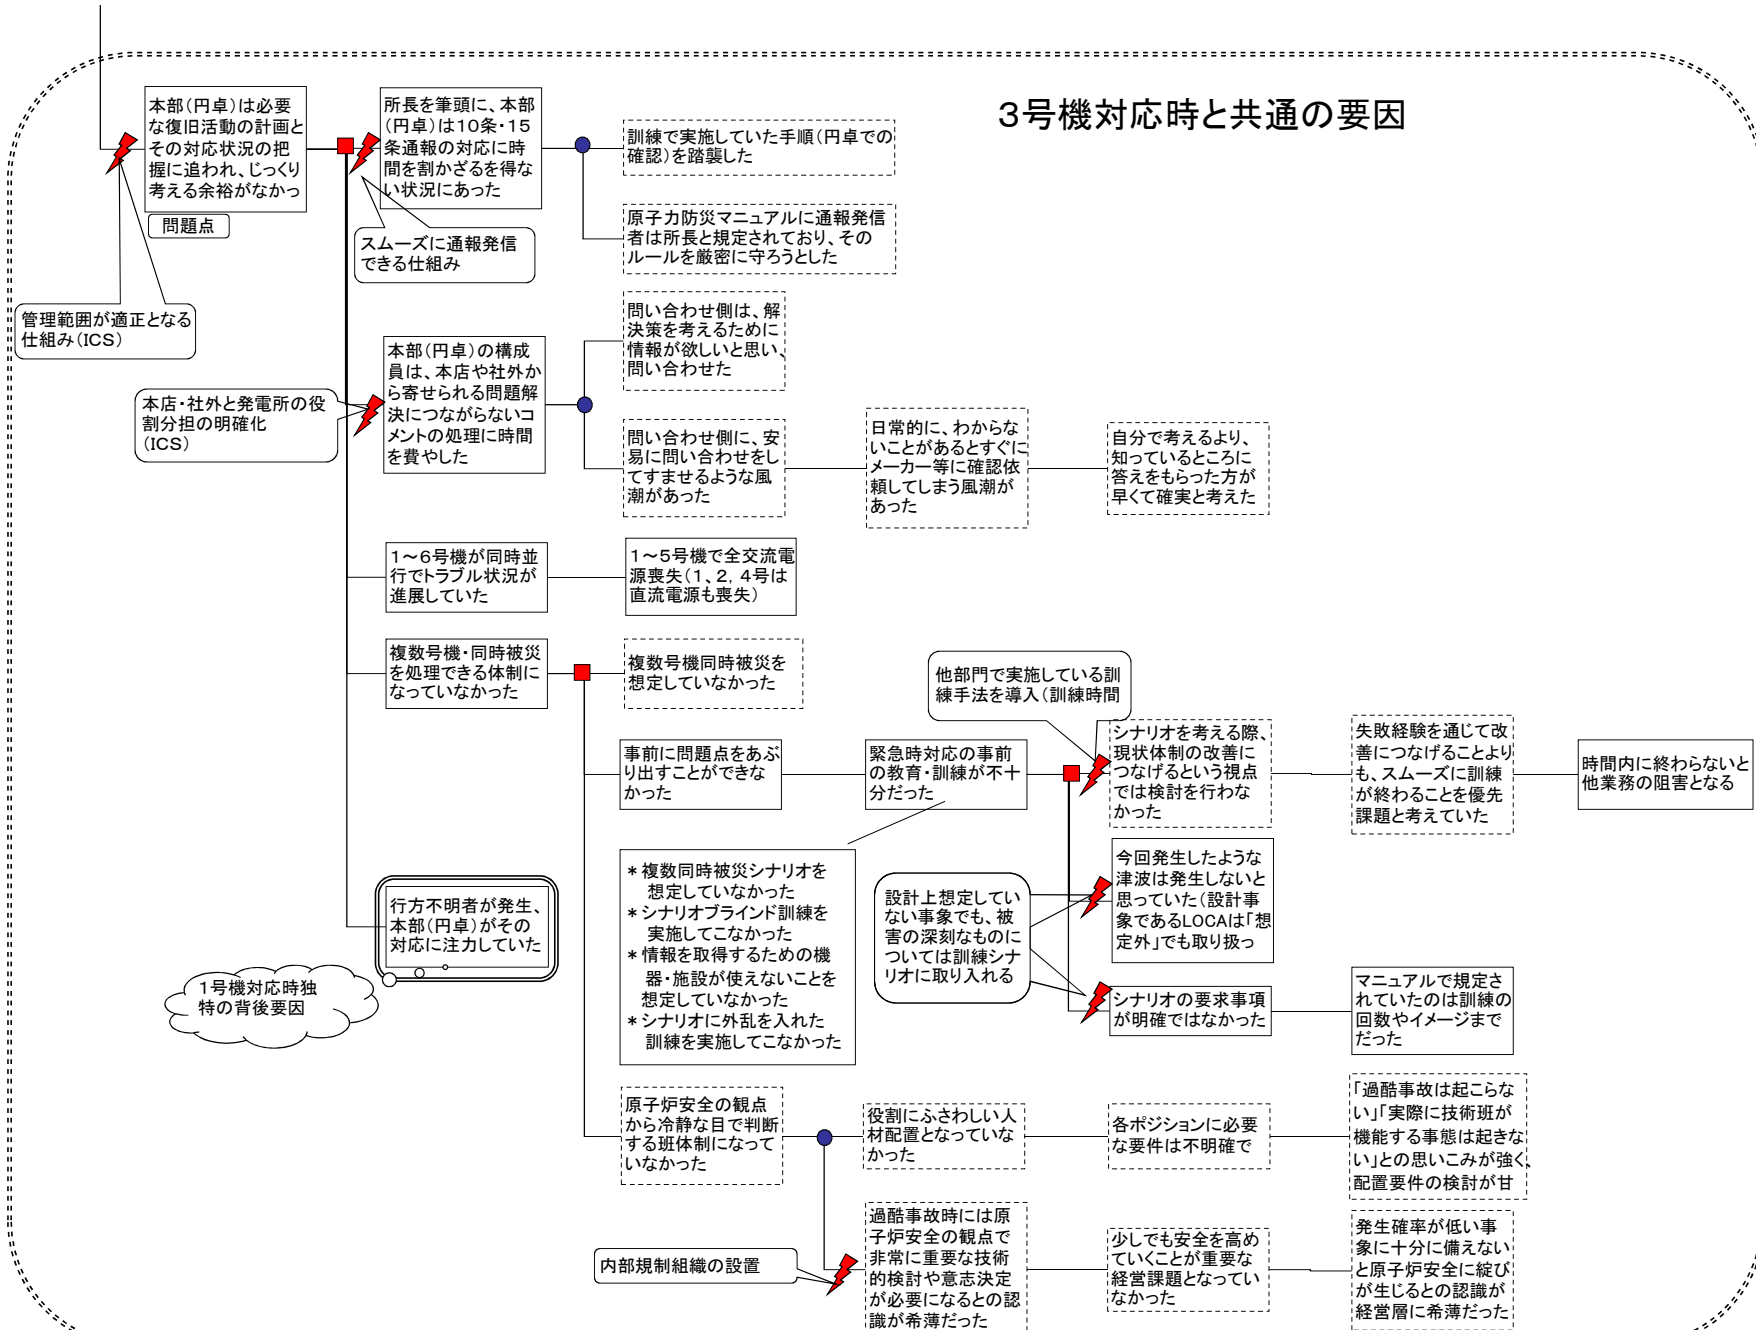 ３号機対応時と共通の要因
本部（円卓）は必要
な復旧活動の計画と
その対応状況の把
握に追われ、じっくり
考える余裕がなかっ
問題点
管理範囲が適正となる
仕組み（ICS）
所長を筆頭に、本部
（円卓）は１０条・１５
条通報の対応に時
間を割かざるを得な
い状況にあった
スムーズに通報発信
できる仕組み
訓練で実施していた手順（円卓での
確認）を踏襲した
原子力防災マニュアルに通報発信
者は所長と規定されており、その
ルールを厳密に守ろうとした
本店・社外と発電所の役
割分担の明確化
（ICS）
本部（円卓）の構成
員は、本店や社外か
ら寄せられる問題解
決につながらないコ
メントの処理に時間
を費やした
問い合わせ側は、解
決策を考えるために
情報が欲しいと思い、
問い合わせた
問い合わせ側に、安
易に問い合わせをし
てすませるような風
潮があった
日常的に、わからな
いことがあるとすぐに
メーカー等に確認依
頼してしまう風潮が
あった
自分で考えるより、
知っているところに
答えをもらった方が
早くて確実と考えた
１～６号機が同時並
行でトラブル状況が
進展していた
１～５号機で全交流電
源喪失（１、２，４号は
直流電源も喪失）
複数号機・同時被災
を処理できる体制に
なっていなかった
複数号機同時被災を
想定していなかった
事前に問題点をあぶ
り出すことができな
かった
緊急時対応の事前
の教育・訓練が不十
分だった
他部門で実施している訓
練手法を導入（訓練時間
シナリオを考える際、
現状体制の改善に
つなげるという視点
では検討を行わな
かった
失敗経験を通じて改
善につなげることより
も、スムーズに訓練
が終わることを優先
課題と考えていた
時間内に終わらないと
他業務の阻害となる
＊複数同時被災シナリオを
想定していなかった
＊シナリオブラインド訓練を
実施してこなかった
＊情報を取得するための機
器・施設が使えないことを
想定していなかった
＊シナリオに外乱を入れた
訓練を実施してこなかった
設計上想定してい
ない事象でも、被
害の深刻なものに
ついては訓練シナ
リオに取り入れる
今回発生したような
津波は発生しないと
思っていた（設計事
象であるLOCAは「想
定外」でも取り扱っ
シナリオの要求事項
が明確ではなかった
マニュアルで規定さ
れていたのは訓練の
回数やイメージまで
だった
行方不明者が発生、
本部（円卓）がその
対応に注力していた
１号機対応時独
特の背後要因
原子炉安全の観点
から冷静な目で判断
する班体制になって
いなかった
役割にふさわしい人
材配置となっていな
かった
各ポジションに必要
な要件は不明確で
「過酷事故は起こらな
い」「実際に技術班が
機能する事態は起きな
い」との思いこみが強く、
配置要件の検討が甘
内部規制組織の設置
過酷事故時には原
子炉安全の観点で
非常に重要な技術
的検討や意志決定
が必要になるとの認
識が希薄だった
少しでも安全を高め
ていくことが重要な
経営課題となってい
なかった
発生確率が低い事
象に十分に備えない
と原子炉安全に綻び
が生じるとの認識が
経営層に希薄だった